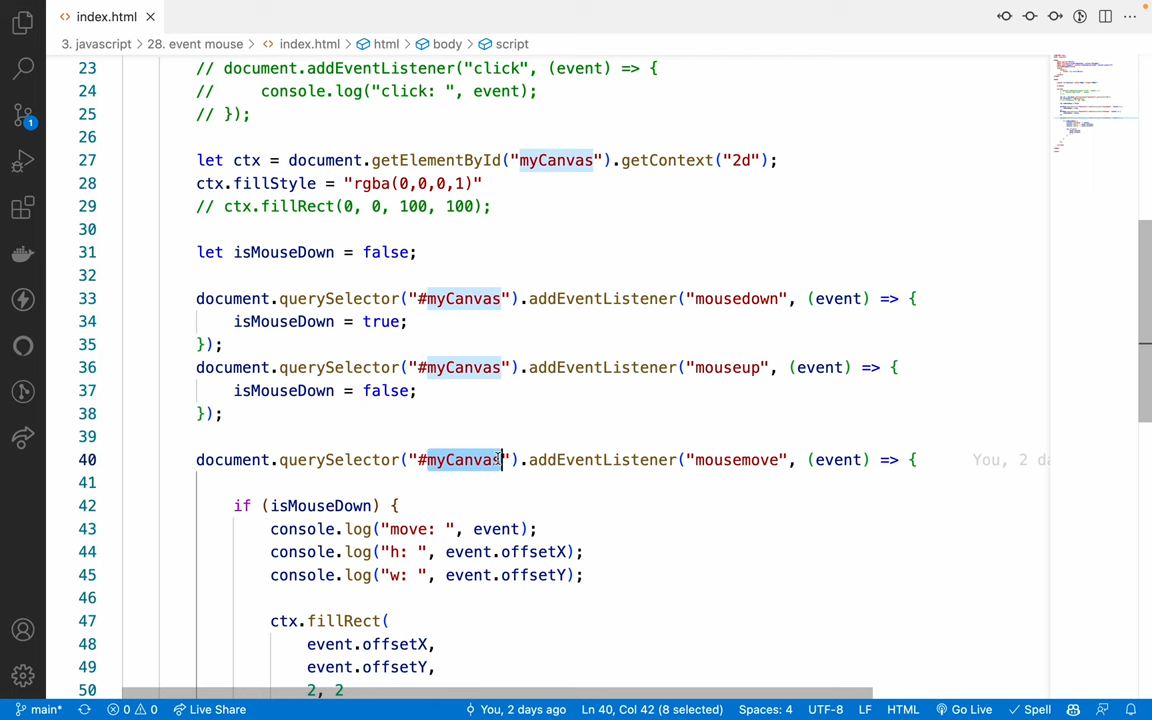 index.html
3. javascript > 28. event mouse > index.html > html > body > script
23 // document.addEventListener("click", (event) => {
24 //     console.log("click: ", event);
25 // });
26
27 let ctx = document.getElementById("myCanvas").getContext("2d");
28 ctx.fillStyle = "rgba(0,0,0,1)"
29 // ctx.fillRect(0, 0, 100, 100);
30
31 let isMouseDown = false;
32
33 document.querySelector("#myCanvas").addEventListener("mousedown", (event) => {
34     isMouseDown = true;
35 });
36 document.querySelector("#myCanvas").addEventListener("mouseup", (event) => {
37     isMouseDown = false;
38 });
39
40 document.querySelector("#myCanvas").addEventListener("mousemove", (event) => { You, 2 da
41
42     if (isMouseDown) {
43         console.log("move: ", event);
44         console.log("h: ", event.offsetX);
45         console.log("w: ", event.offsetY);
46
47         ctx.fillRect(
48             event.offsetX,
49             event.offsetY,
50             2, 2
1
main* 0 0 Live Share You, 2 days ago Ln 40, Col 42 (8 selected) Spaces: 4 UTF-8 LF HTML Go Live Spell